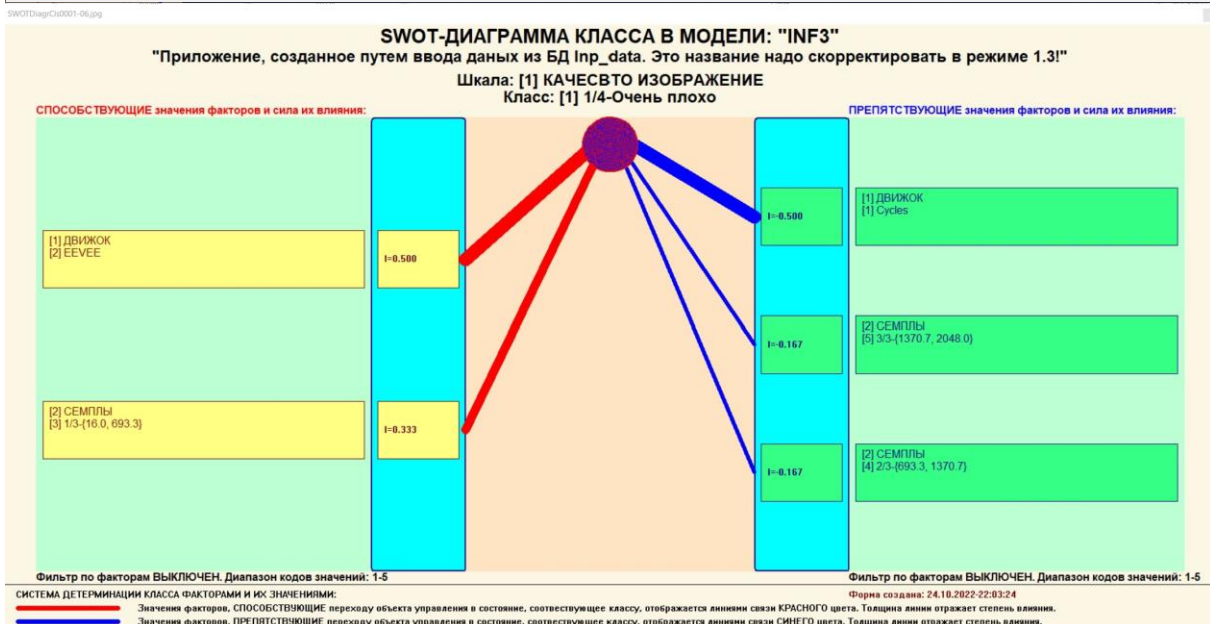 SWOTDiagrCls0001-06.jpg
SWOT-ДИАГРАММА КЛАССА В МОДЕЛИ: "INF3"
"Приложение, созданное путем ввода даных из БД Inp_data. Это название надо скорректировать в режиме 1.3!"
Шкала: [1] КАЧЕСВТО ИЗОБРАЖЕНИЕ
Класс: [1] 1/4-Очень плохо
СПОСОБСТВУЮЩИЕ значения факторов и сила их влияния:
ПРЕПЯТСТВУЮЩИЕ значения факторов и сила их влияния:
[1] ДВИЖОК
[2] EEVEE
I=0.500
[2] СЕМПЛЫ
[3] 1/3-{16.0, 693.3}
I=0.333
I=-0.500
[1] ДВИЖОК
[1] Cycles
I=-0.167
[2] СЕМПЛЫ
[5] 3/3-{1370.7, 2048.0}
I=-0.167
[2] СЕМПЛЫ
[4] 2/3-{693.3, 1370.7}
Фильтр по факторам ВЫКЛЮЧЕН. Диапазон кодов значений: 1-5
Фильтр по факторам ВЫКЛЮЧЕН. Диапазон кодов значений: 1-5
СИСТЕМА ДЕТЕРМИНАЦИИ КЛАССА ФАКТОРАМИ И ИХ ЗНАЧЕНИЯМИ:
Форма создана: 24.10.2022-22:03:24
Значения факторов, СПОСОБСТВУЮЩИЕ переходу объекта управления в состояние, соотвествующее классу, отображается линиями связи КРАСНОГО цвета. Толщина линии отражает степень влияния.
Значения факторов, ПРЕПЯТСТВУЮЩИЕ переходу объекта управления в состояние, соотвествующее классу, отображается линиями связи СИНЕГО цвета. Толщина линии отражает степень влияния.